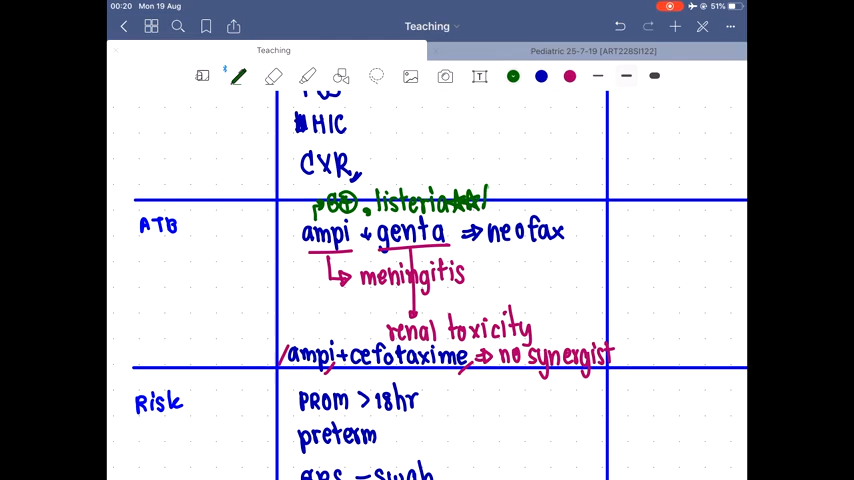 00:20 Mon 19 Aug
51%
Teaching
Teaching
Pediatric 25-7-19 [ART228SI122]
HIC
CXR,
listeria
ATB
ampi + genta ⇒ neofax
↳ meningitis
renal toxicity
ampi+cefotaxime ⇒ no synergist
Risk
PROM >18hr
preterm
- swab